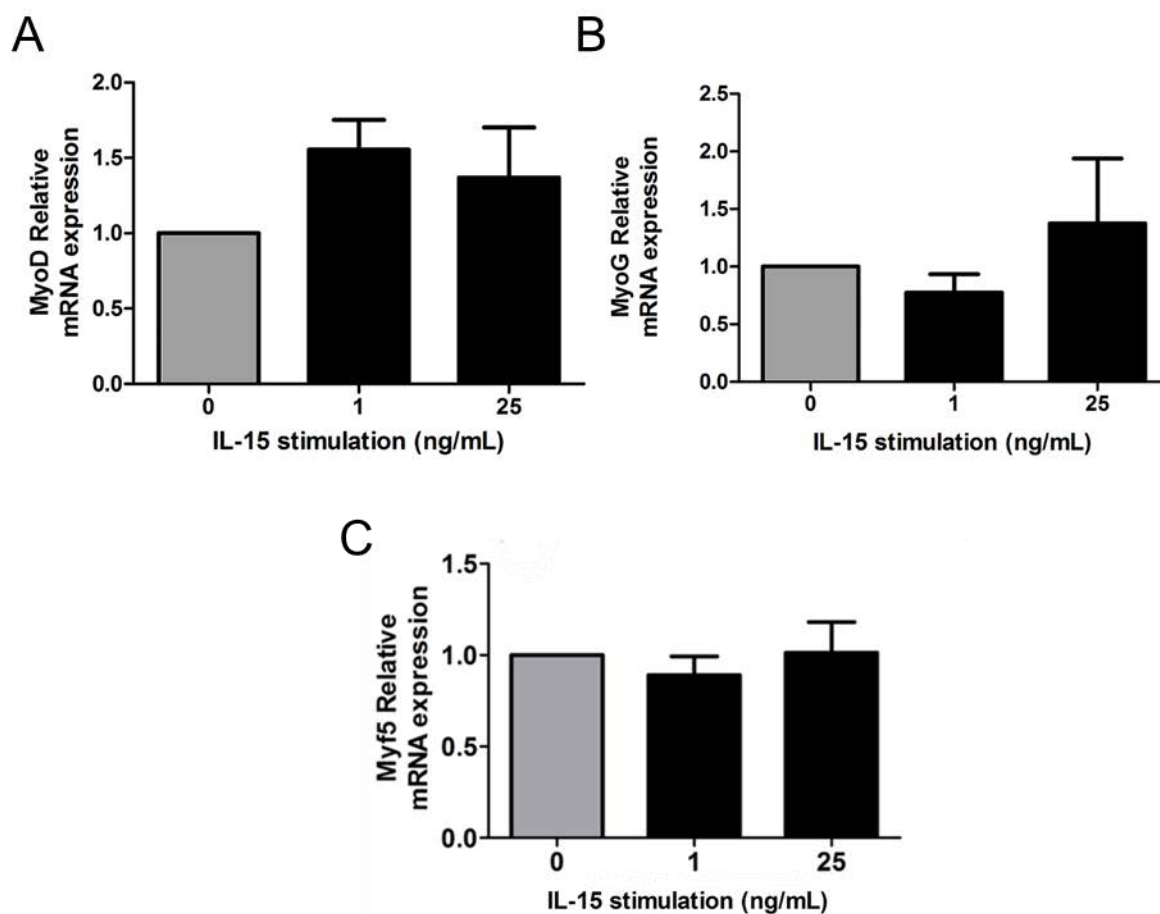 A
MyoD Relative
mRNA expression
2.0
1.5
1.0
0.5
0.0
0 1 25
IL-15 stimulation (ng/mL)
B
MyoG Relative
mRNA expression
2.5
2.0
1.5
1.0
0.5
0.0
0 1 25
IL-15 stimulation (ng/mL)
C
Myf5 Relative
mRNA expression
1.5
1.0
0.5
0.0
0 1 25
IL-15 stimulation (ng/mL)